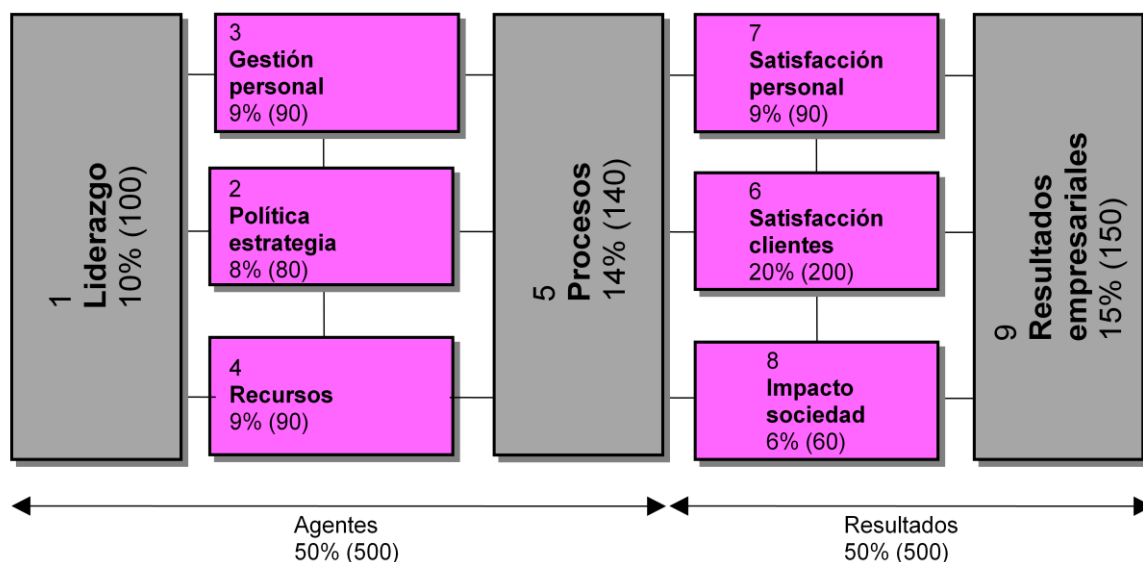 1
Liderazgo
10% (100)
3
Gestión
personal
9% (90)
2
Política
estrategia
8% (80)
4
Recursos
9% (90)
5
Procesos
14% (140)
7
Satisfacción
personal
9% (90)
6
Satisfacción
clientes
20% (200)
8
Impacto
sociedad
6% (60)
9
Resultados
empresariales
15% (150)
Agentes
50% (500)
Resultados
50% (500)